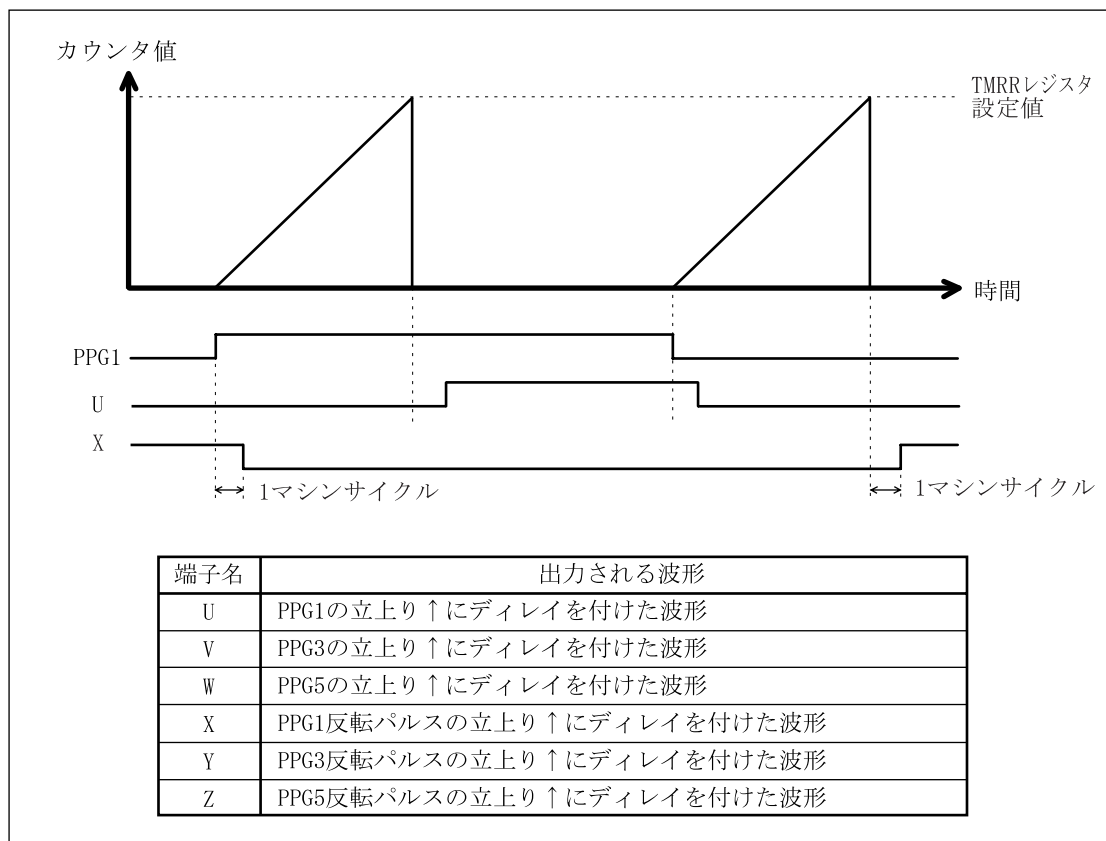 カウンタ値
TMRRレジスタ
設定値
時間
PPG1
U
X
1マシンサイクル
1マシンサイクル
端子名 出力される波形
U PPG1の立上り↑にディレイを付けた波形
V PPG3の立上り↑にディレイを付けた波形
W PPG5の立上り↑にディレイを付けた波形
X PPG1反転パルスの立上り↑にディレイを付けた波形
Y PPG3反転パルスの立上り↑にディレイを付けた波形
Z PPG5反転パルスの立上り↑にディレイを付けた波形